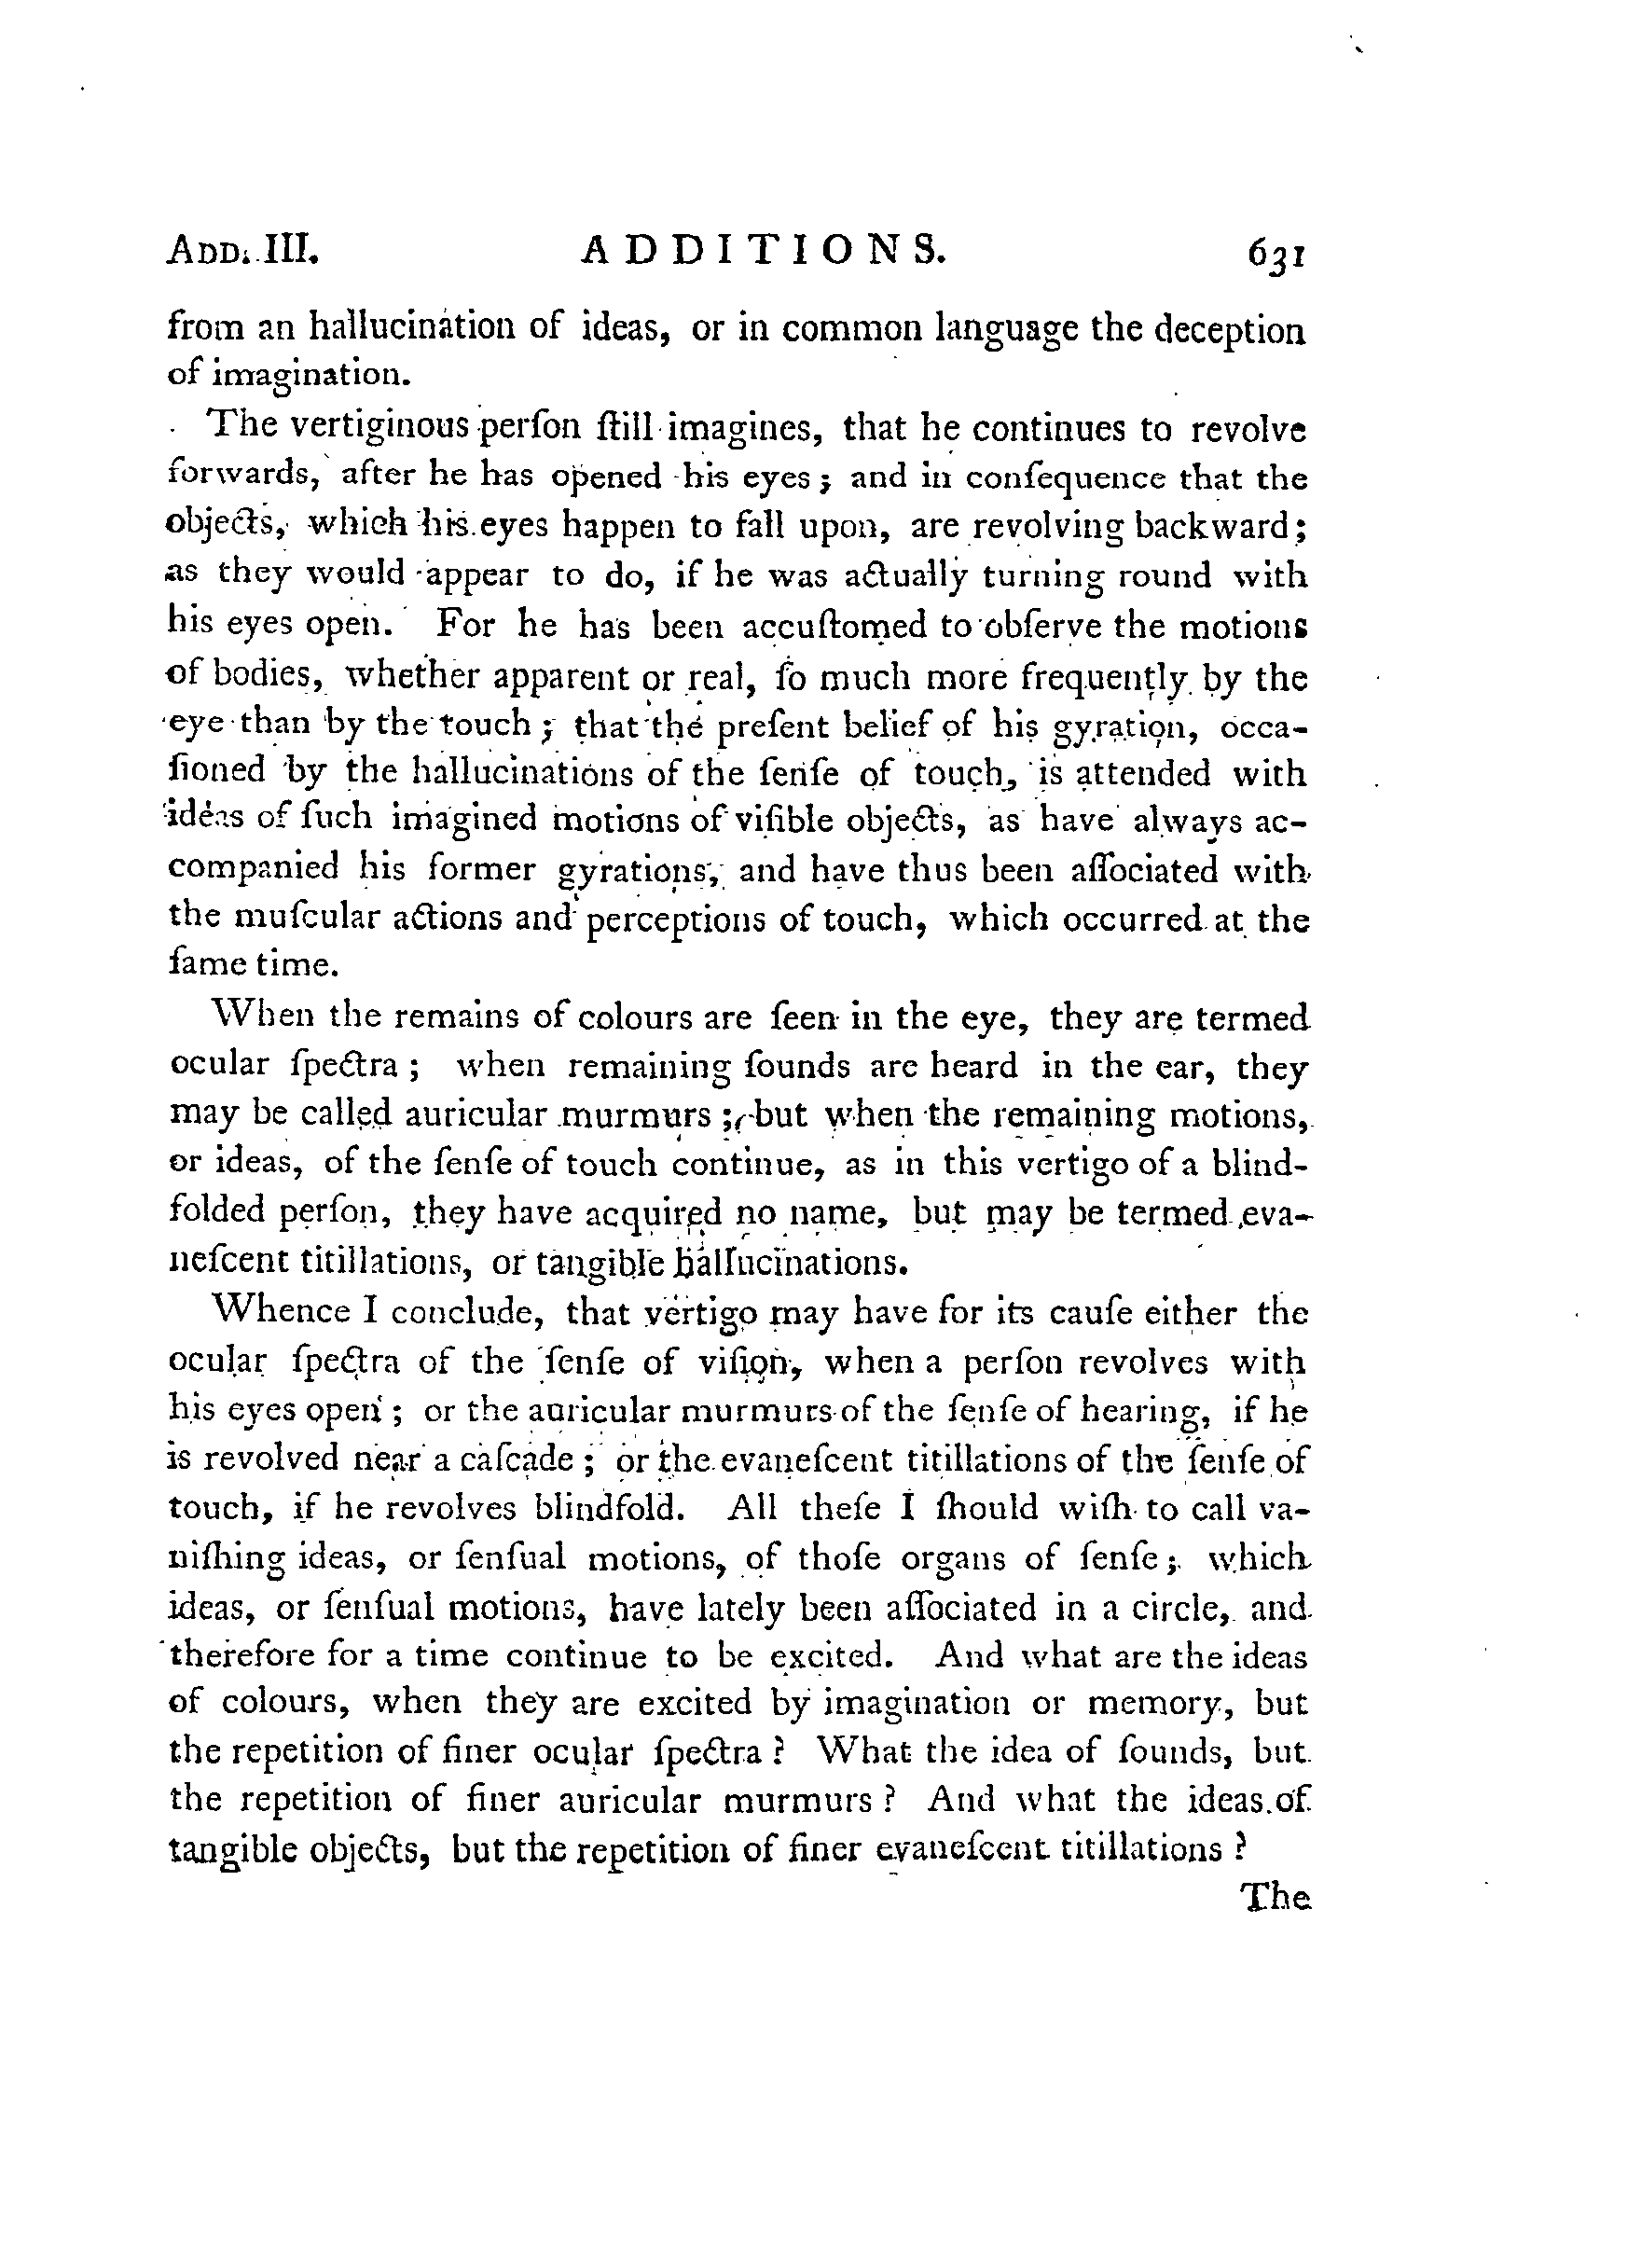 ADD. III. ADDITIONS. 631
from an hallucination of ideas, or in common language the deception
of imagination.
The vertiginous perſon ſtill imagines, that he continues to revolve
forwards, after he has opened his eyes; and in conſequence that the
objects, which his eyes happen to fall upon, are revolving backward;
as they would appear to do, if he was actually turning round with
his eyes open. For he has been accuſtomed to obſerve the motions
of bodies, whether apparent or real, ſo much more frequently by the
eye than by the touch; that the preſent belief of his gyration, occa-
ſioned by the hallucinations of the ſenſe of touch, is attended with
ideas of ſuch imagined motions of viſible objects, as have always ac-
companied his former gyrations, and have thus been aſſociated with
the muſcular actions and perceptions of touch, which occurred at the
ſame time.
When the remains of colours are ſeen in the eye, they are termed
ocular ſpectra; when remaining ſounds are heard in the ear, they
may be called auricular murmurs; but when the remaining motions,
or ideas, of the ſenſe of touch continue, as in this vertigo of a blind-
folded perſon, they have acquired no name, but may be termed eva-
neſcent titillations, or tangible hallucinations.
Whence I conclude, that vertigo may have for its cauſe either the
ocular ſpectra of the ſenſe of viſion, when a perſon revolves with
his eyes open; or the auricular murmurs of the ſenſe of hearing, if he
is revolved near a caſcade; or the evaneſcent titillations of the ſenſe of
touch, if he revolves blindfold. All theſe I ſhould wiſh to call va-
niſhing ideas, or ſenſual motions, of thoſe organs of ſenſe; which
ideas, or ſenſual motions, have lately been aſſociated in a circle, and
therefore for a time continue to be excited. And what are the ideas
of colours, when they are excited by imagination or memory, but
the repetition of finer ocular ſpectra? What the idea of ſounds, but
the repetition of finer auricular murmurs? And what the ideas of
tangible objects, but the repetition of finer evaneſcent titillations?
The